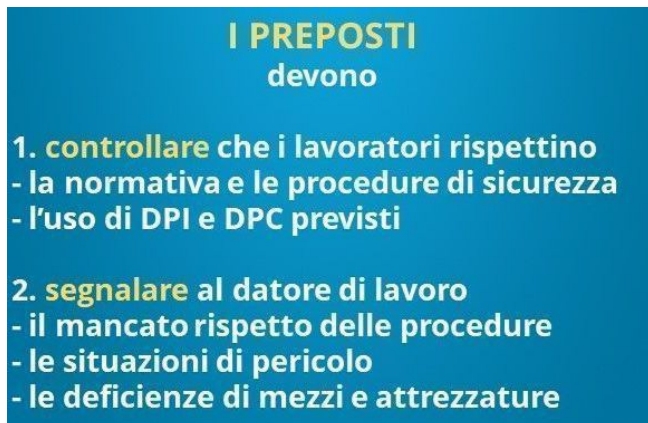 I PREPOSTI
devono
1. controllare che i lavoratori rispettino
- la normativa e le procedure di sicurezza
- l'uso di DPI e DPC previsti
2. segnalare al datore di lavoro
- il mancato rispetto delle procedure
- le situazioni di pericolo
- le deficienze di mezzi e attrezzature